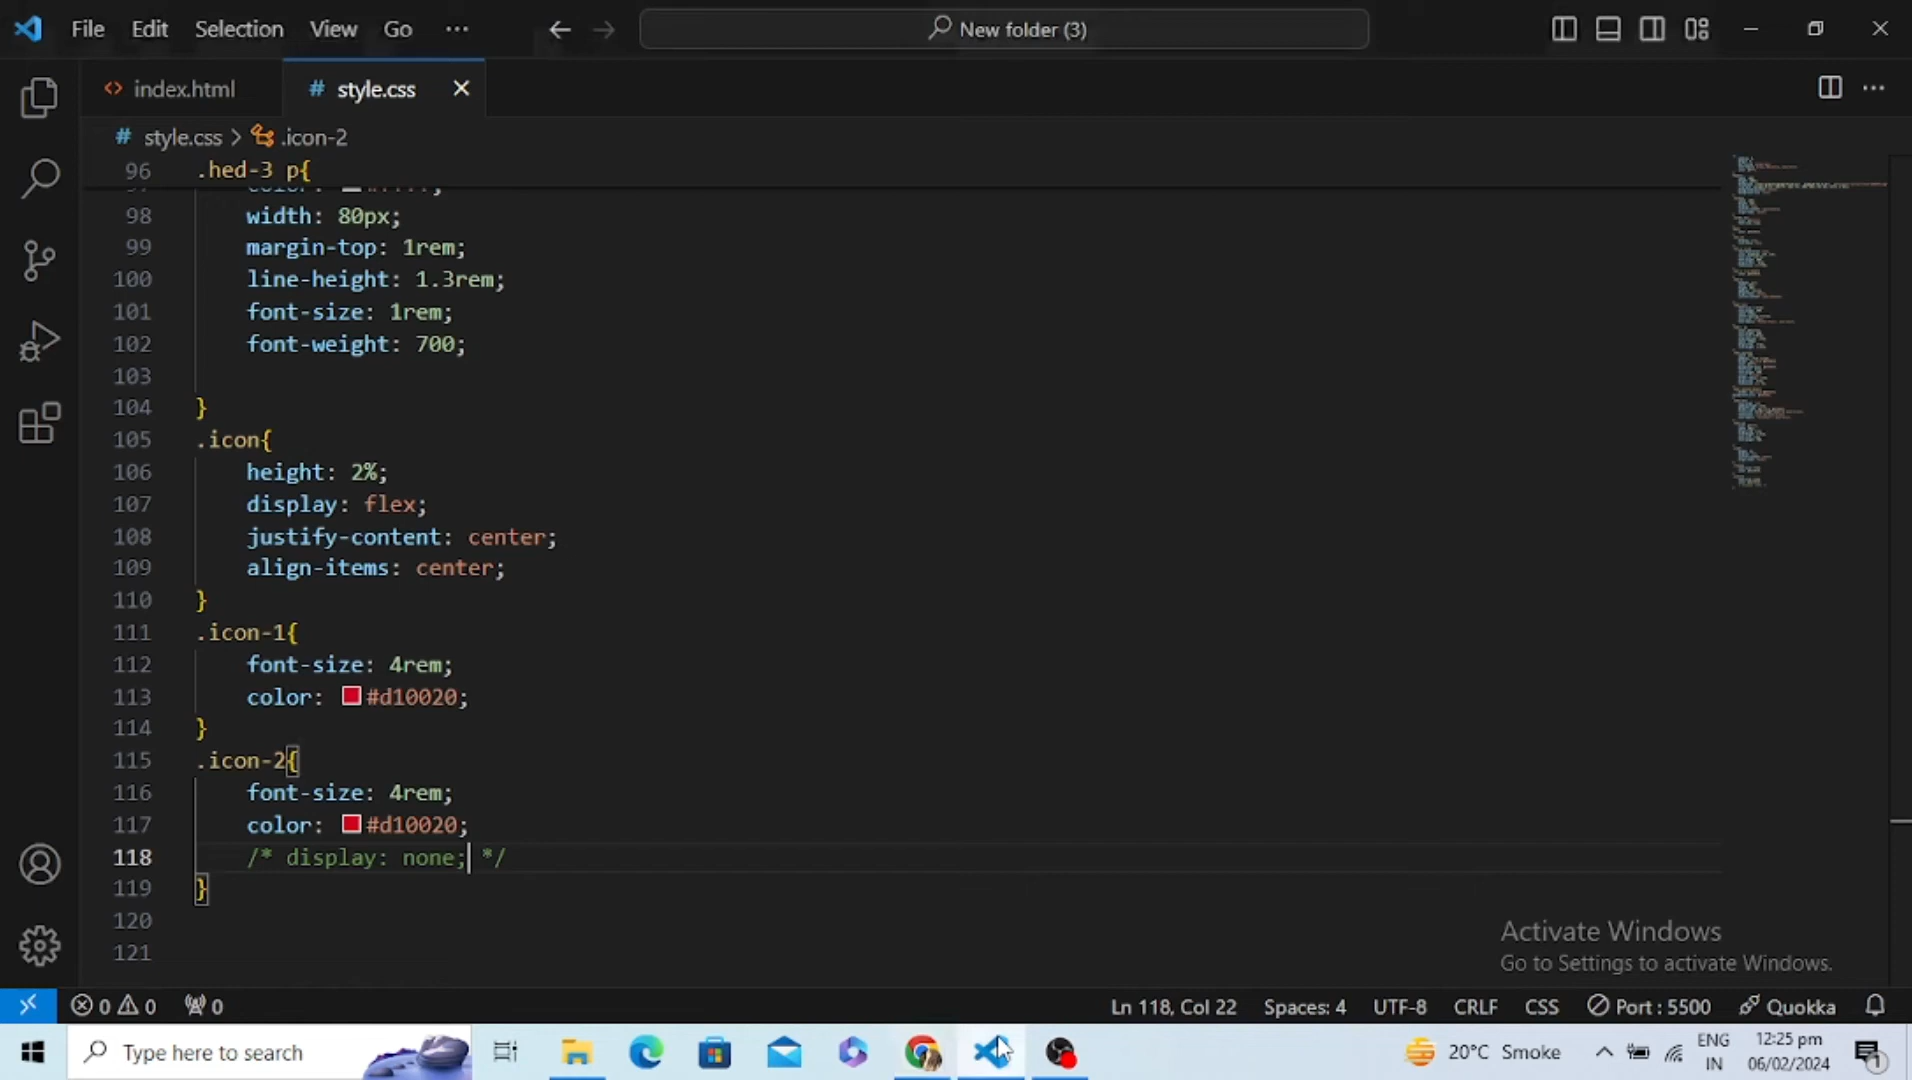 File Edit Selection View Go ··· New folder (3)
index.html # style.css
# style.css > .icon-2
96 .hed-3 p{
98 width: 80px;
99 margin-top: 1rem;
100 line-height: 1.3rem;
101 font-size: 1rem;
102 font-weight: 700;
103
104 }
105 .icon{
106 height: 2%;
107 display: flex;
108 justify-content: center;
109 align-items: center;
110 }
111 .icon-1{
112 font-size: 4rem;
113 color: #d10020;
114 }
115 .icon-2{
116 font-size: 4rem;
117 color: #d10020;
118 /* display: none; */
119 }
120
121
Activate Windows
Go to Settings to activate Windows.
0 0 0 Ln 118, Col 22 Spaces: 4 UTF-8 CRLF CSS Port : 5500 Quokka
Type here to search 20°C Smoke ENG IN 12:25 pm 06/02/2024 1